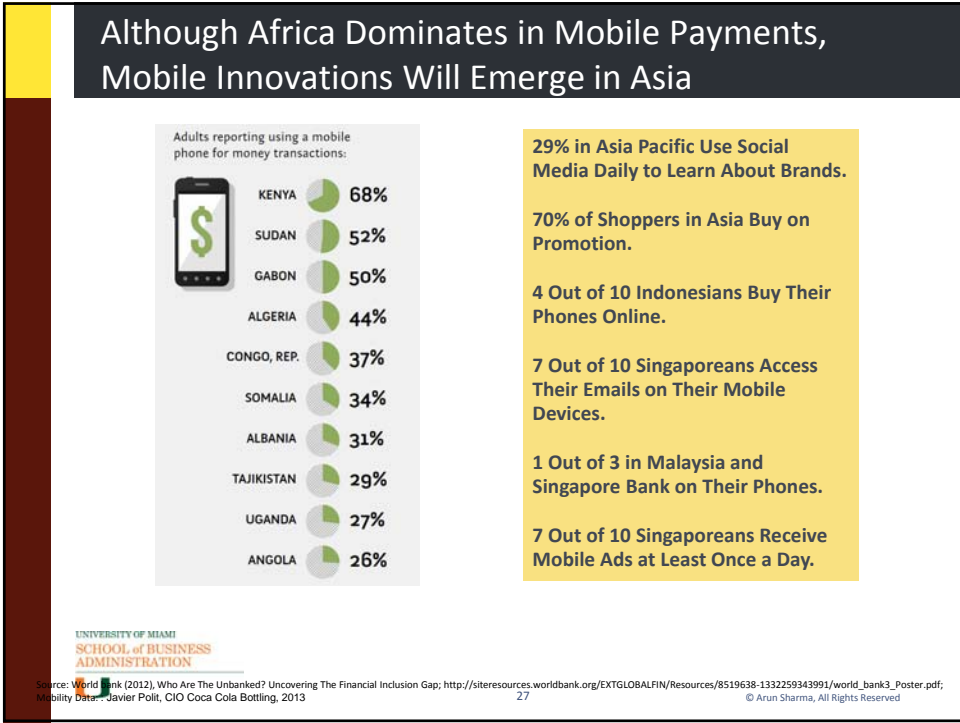 Although Africa Dominates in Mobile Payments,
Mobile Innovations Will Emerge in Asia
Adults reporting using a mobile
phone for money transactions:
$
KENYA 68%
SUDAN 52%
GABON 50%
ALGERIA 44%
CONGO, REP. 37%
SOMALIA 34%
ALBANIA 31%
TAJIKISTAN 29%
UGANDA 27%
ANGOLA 26%
29% in Asia Pacific Use Social
Media Daily to Learn About Brands.
70% of Shoppers in Asia Buy on
Promotion.
4 Out of 10 Indonesians Buy Their
Phones Online.
7 Out of 10 Singaporeans Access
Their Emails on Their Mobile
Devices.
1 Out of 3 in Malaysia and
Singapore Bank on Their Phones.
7 Out of 10 Singaporeans Receive
Mobile Ads at Least Once a Day.
UNIVERSITY OF MIAMI
SCHOOL of BUSINESS
ADMINISTRATION
Source: World Bank (2012), Who Are The Unbanked? Uncovering The Financial Inclusion Gap; http://siteresources.worldbank.org/EXTGLOBALFIN/Resources/8519638-1332259343991/world_bank3_Poster.pdf;
Mobility Data: : Javier Polit, CIO Coca Cola Bottling, 2013
27
© Arun Sharma, All Rights Reserved